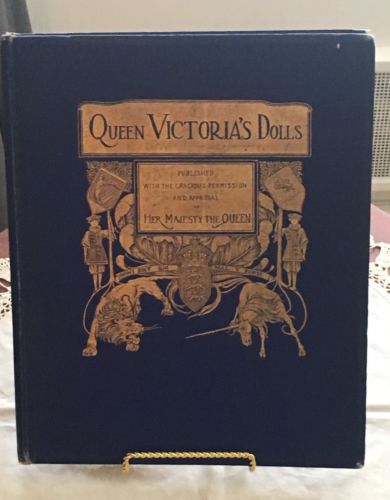 QUEEN VICTORIA'S DOLLS
PUBLISHED
WITH THE GRACIOUS PERMISSION
AND APPROVAL
OF
HER MAJESTY THE QUEEN